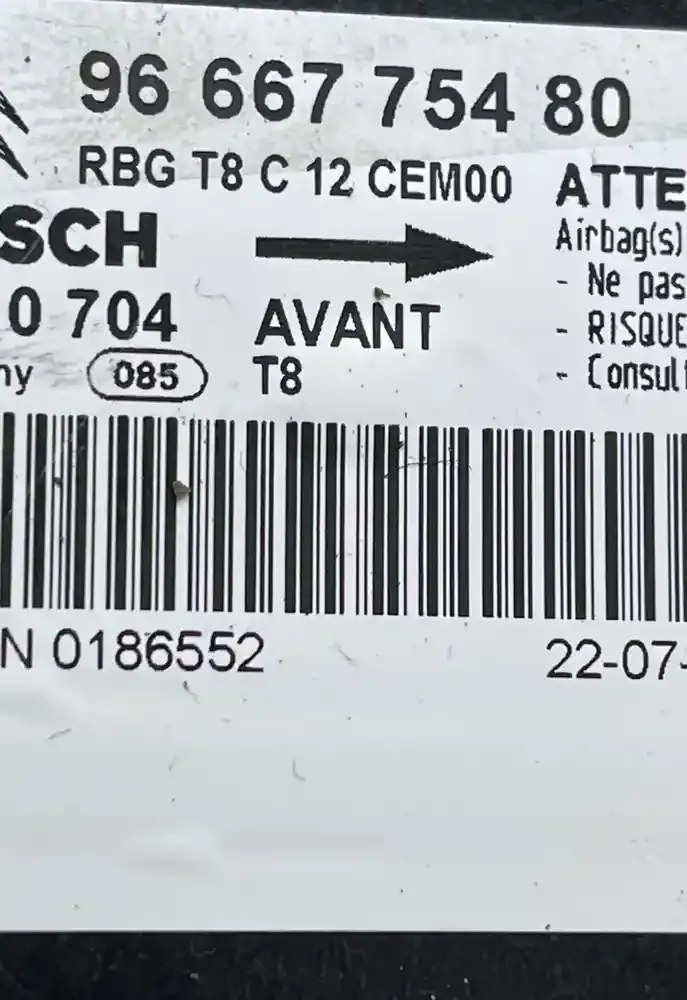 96 667 754 80
RBG T8 C 12 CEM00
ATTE
SCH
Airbag(s)
- Ne pas
0 704
AVANT
- RISQUE
ny
085
T8
- Consult
N 0186552
22-07-